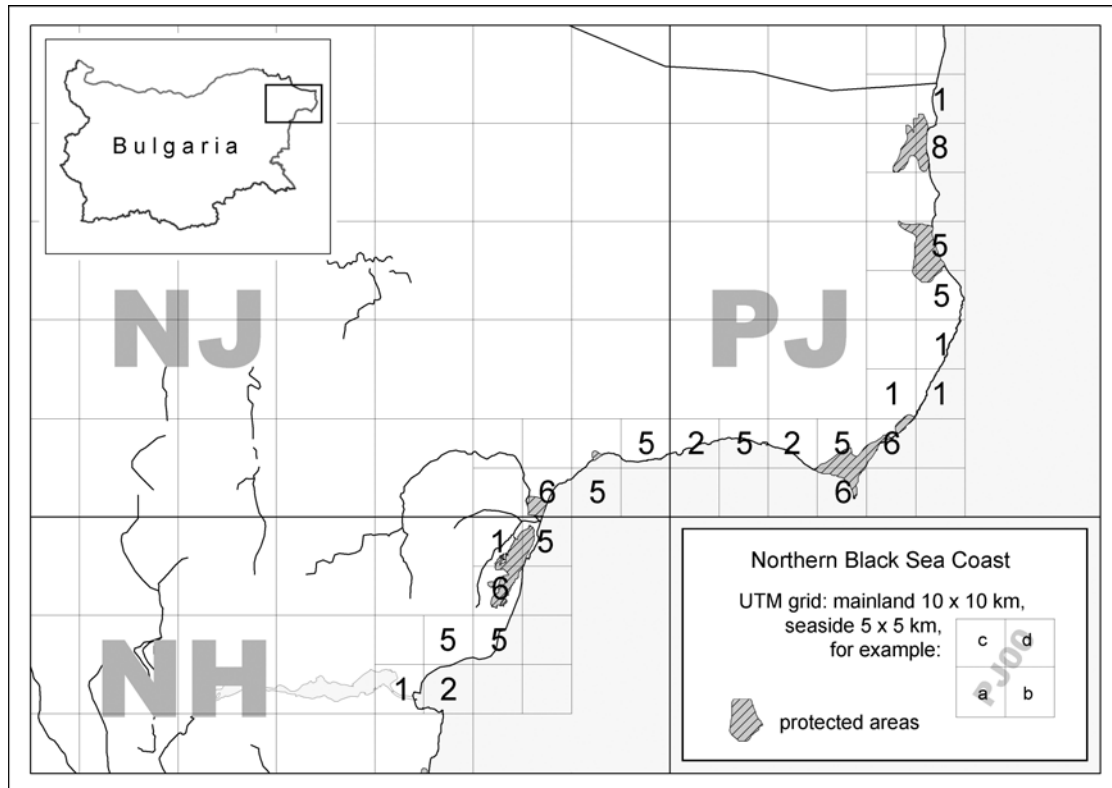 Bulgaria
1
8
5
NJ
PJ
5
1
1 1
5 2 5 2 5 6
6 5 6
1 5
6
5 5
NH
1 2
Northern Black Sea Coast
UTM grid: mainland 10 x 10 km,
seaside 5 x 5 km,
for example:
c d
PJ00
a b
protected areas